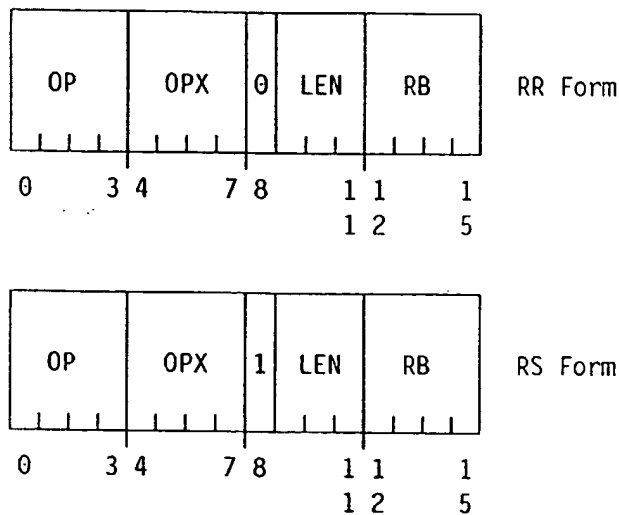 OP OPX 0 LEN RB RR Form
0 3 4 7 8 1 1 1
1 2 5
OP OPX 1 LEN RB RS Form
0 3 4 7 8 1 1 1
1 2 5